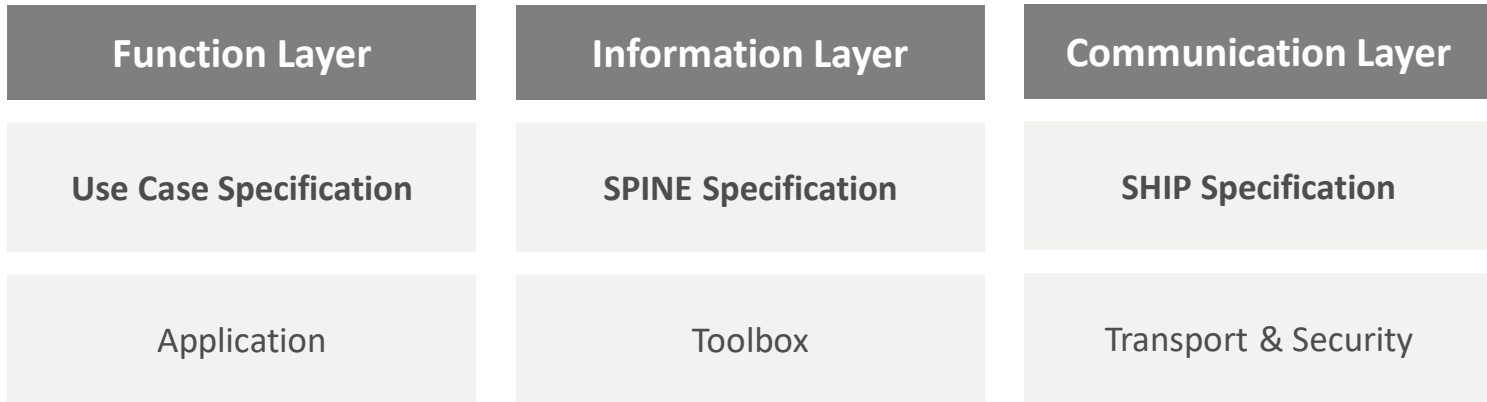 Function Layer
Information Layer
Communication Layer
Use Case Specification
SPINE Specification
SHIP Specification
Application
Toolbox
Transport & Security